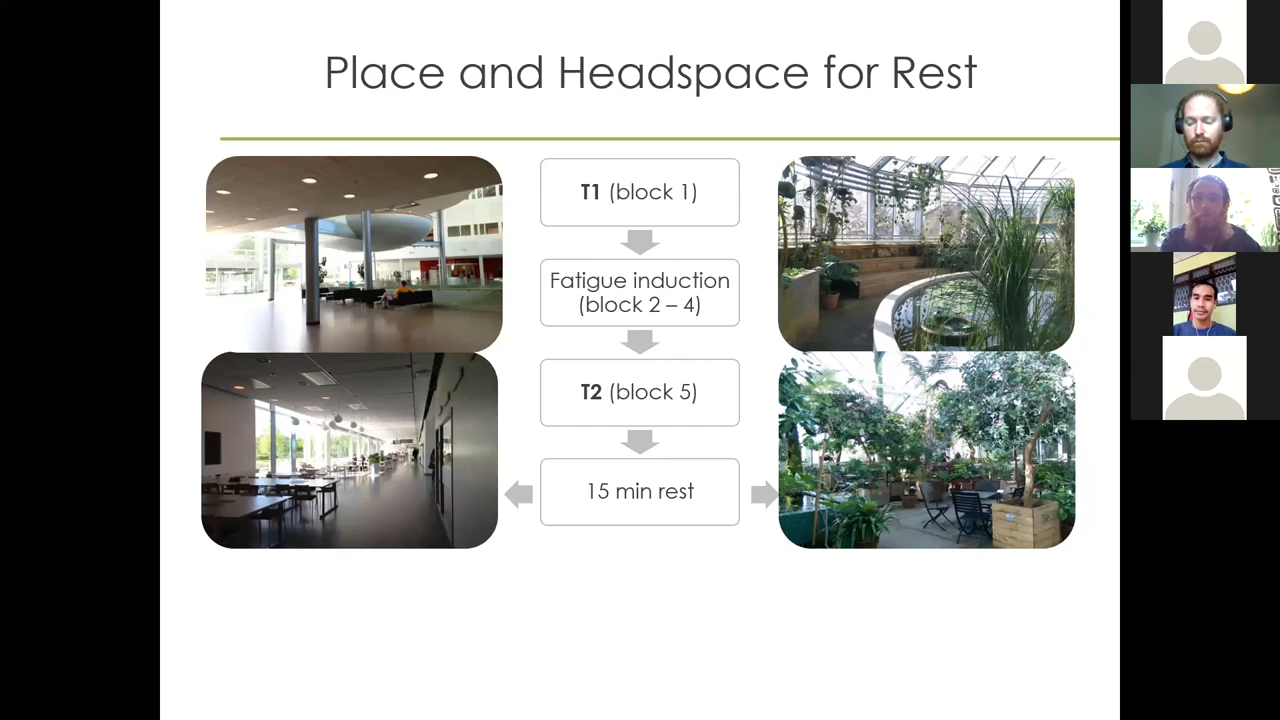 Place and Headspace for Rest
T1 (block 1)
Fatigue induction
(block 2 – 4)
T2 (block 5)
15 min rest